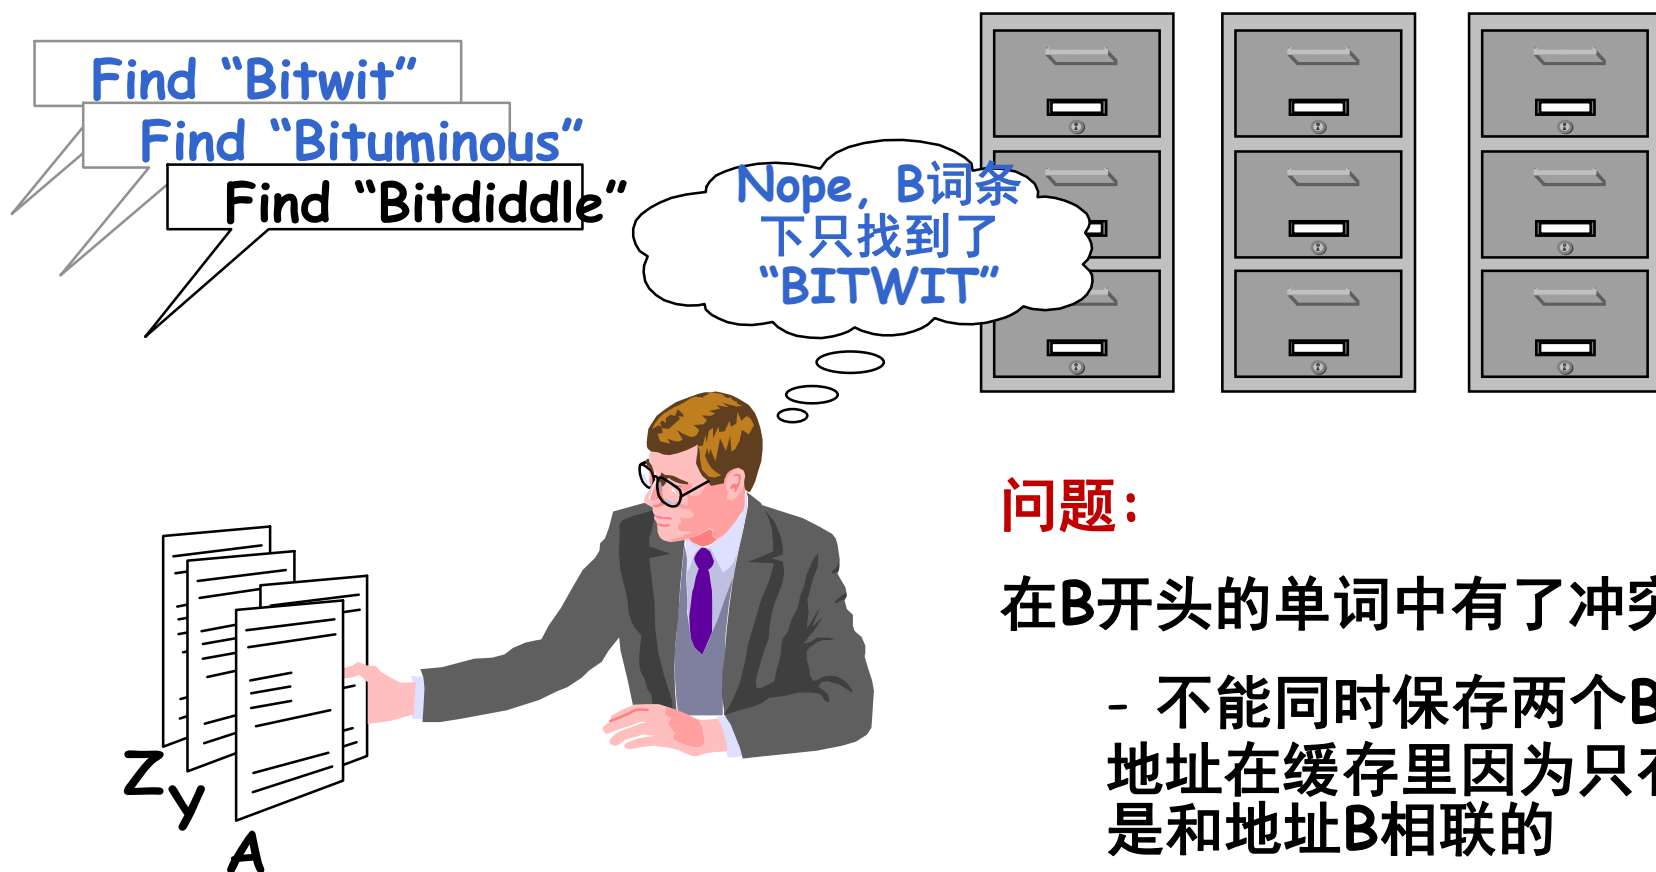 Find “Bitwit”
Find “Bituminous”
Find “Bitdiddle”
Nope, B词条
下只找到了
“BITWIT”
问题:
在B开头的单词中有了冲突
- 不能同时保存两个B
地址在缓存里因为只有
是和地址B相联的
Z
Y
A